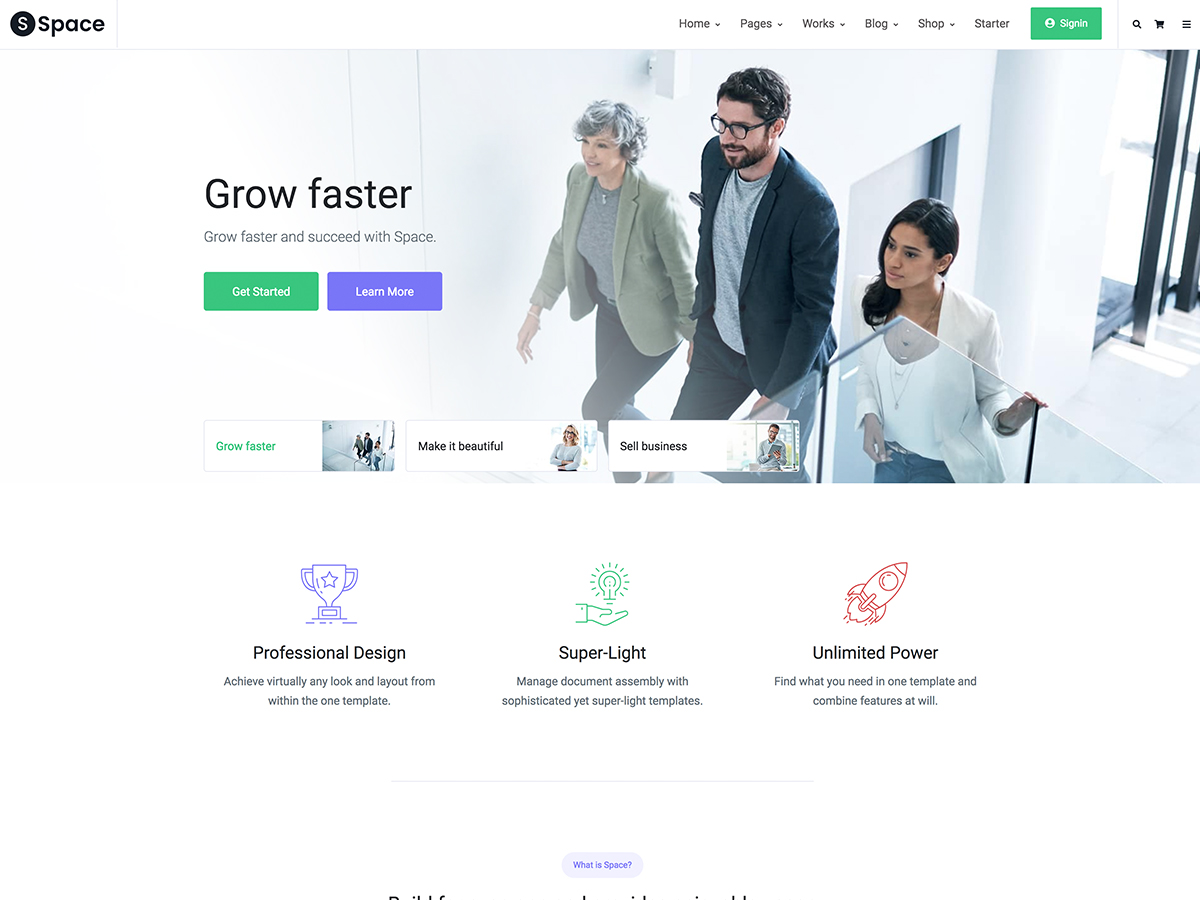 S Space
Home Pages Works Blog Shop Starter Signin
Grow faster
Grow faster and succeed with Space.
Get Started Learn More
Grow faster Make it beautiful Sell business
Professional Design Super-Light Unlimited Power
Achieve virtually any look and layout from
within the one template.
Manage document assembly with
sophisticated yet super-light templates.
Find what you need in one template and
combine features at will.
What is Space?